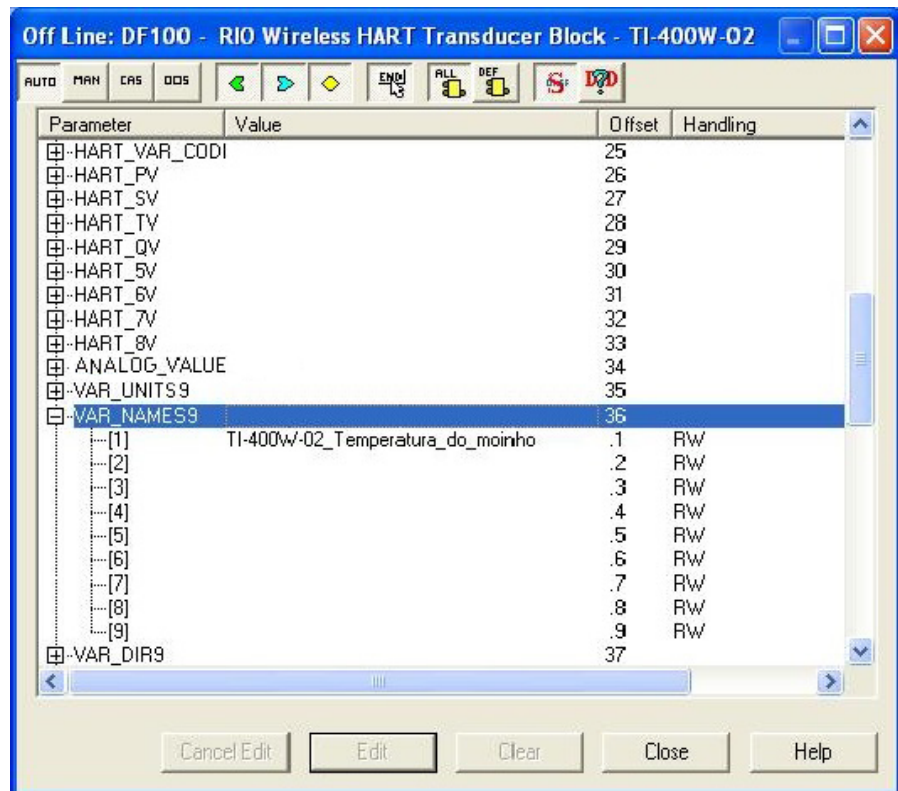 Off Line: DF100 - RIO Wireless HART Transducer Block - TI-400W-02
AUTO MAN CAS OOS END ALL DEF S D?D
Parameter Value Offset Handling
HART_VAR_CODI 25
HART_PV 26
HART_SV 27
HART_TV 28
HART_QV 29
HART_5V 30
HART_6V 31
HART_7V 32
HART_8V 33
ANALOG_VALUE 34
VAR_UNITS9 35
VAR_NAMES9 36
[1] TI-400W-02_Temperatura_do_moinho .1 RW
[2] .2 RW
[3] .3 RW
[4] .4 RW
[5] .5 RW
[6] .6 RW
[7] .7 RW
[8] .8 RW
[9] .9 RW
VAR_DIR9 37
Cancel Edit Edit Clear Close Help